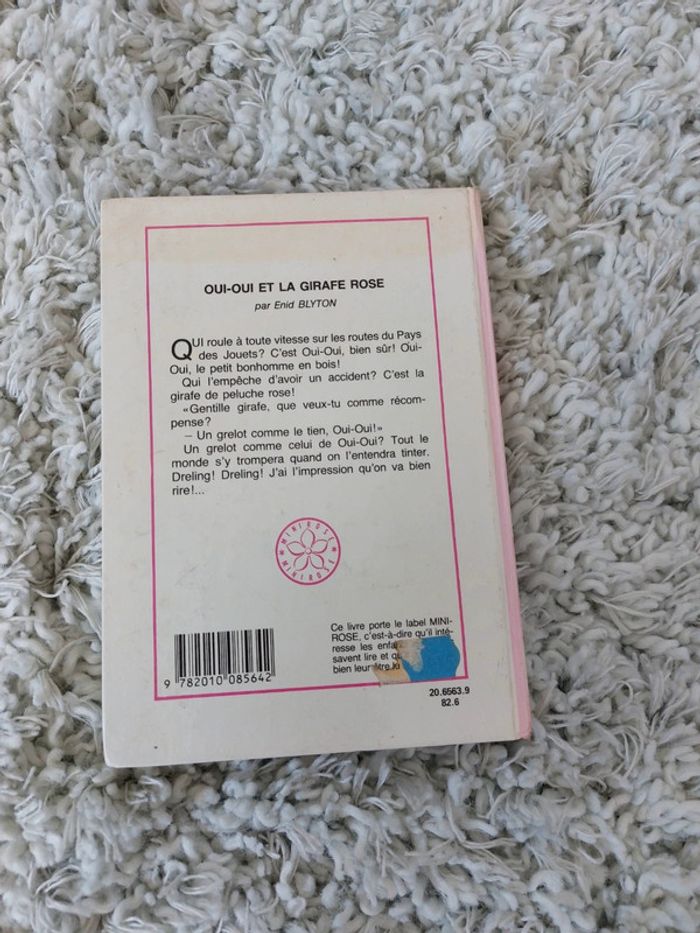 OUI-OUI ET LA GIRAFE ROSE
par Enid BLYTON
QUI roule à toute vitesse sur les routes du Pays
des Jouets? C'est Oui-Oui, bien sûr! Oui-
Oui, le petit bonhomme en bois!
Qui l'empêche d'avoir un accident? C'est la
girafe de peluche rose!
«Gentille girafe, que veux-tu comme récom-
pense?
– Un grelot comme le tien, Oui-Oui!»
Un grelot comme celui de Oui-Oui? Tout le
monde s'y trompera quand on l'entendra tinter.
Dreling! Dreling! J'ai l'impression qu'on va bien
rire!...
MINI ROSE
MINI ROSE
Ce livre porte le label MINI-
ROSE, c'est-à-dire qu'il inté-
resse les
savent lire et
bien leur
9 782010 085642
20.6563.9
82.6